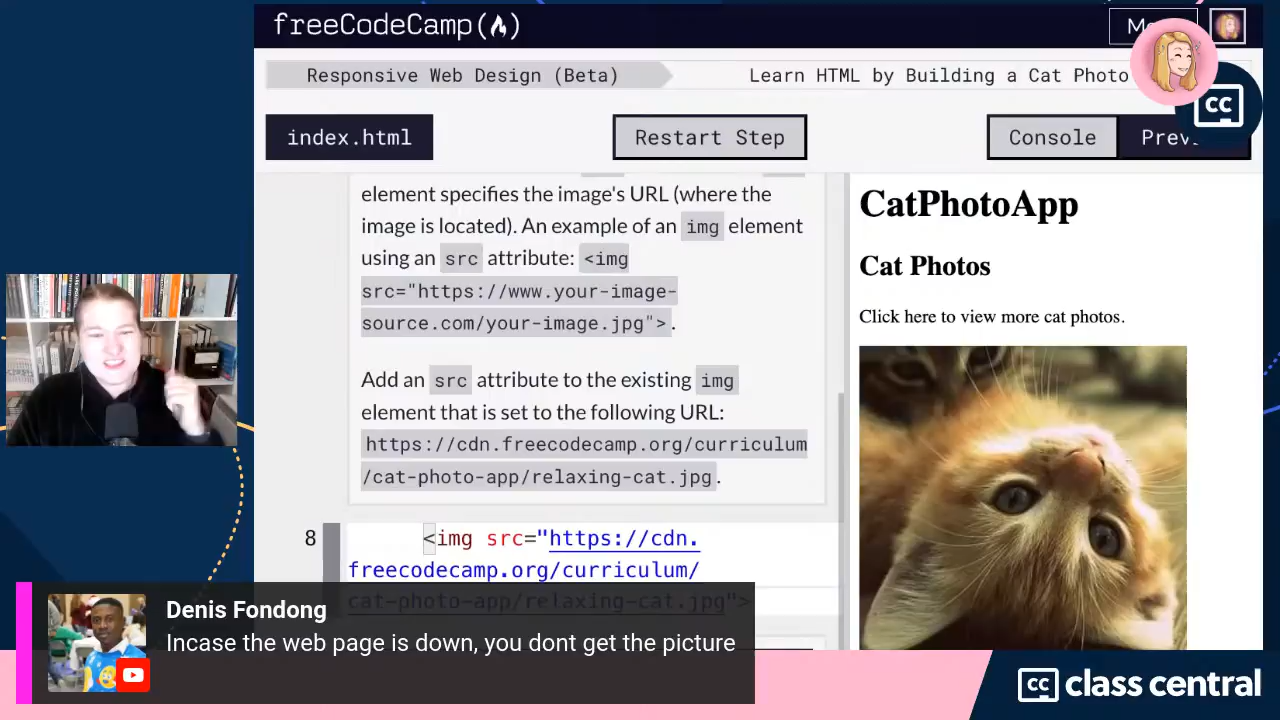 freeCodeCamp(🔥)
Responsive Web Design (Beta)
Learn HTML by Building a Cat Photo
index.html
Restart Step
Console
element specifies the image's URL (where the
image is located). An example of an img element
using an src attribute: <img
src="https://www.your-image-
source.com/your-image.jpg">.
Add an src attribute to the existing img
element that is set to the following URL:
https://cdn.freecodecamp.org/curriculum
/cat-photo-app/relaxing-cat.jpg.
8 <img src="https://cdn.
freecodecamp.org/curriculum/
cat-photo-app/relaxing-cat.jpg">
CatPhotoApp
Cat Photos
Click here to view more cat photos.
Denis Fondong
Incase the web page is down, you dont get the picture
cc
cc class central